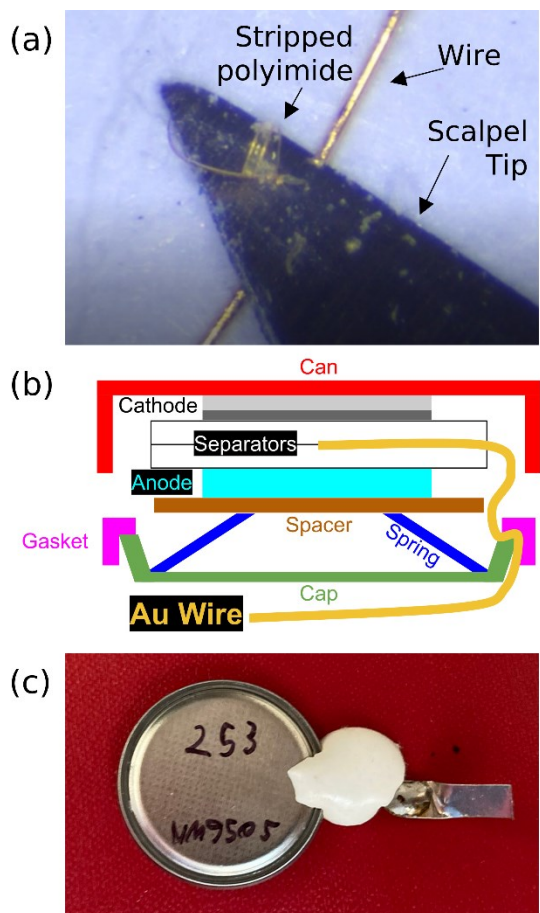 (a)
Stripped
polyimide
Wire
Scalpel
Tip
(b)
Can
Cathode
Separators
Anode
Spacer
Gasket
Spring
Cap
Au Wire
(c)
253
NM9505